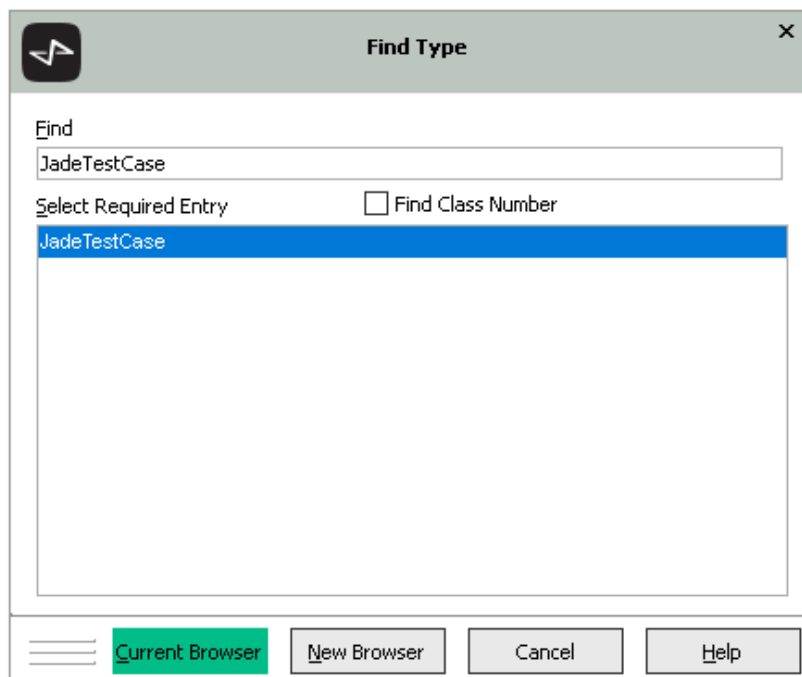 Find Type
Find
JadeTestCase
Select Required Entry Find Class Number
JadeTestCase
Current Browser New Browser Cancel Help